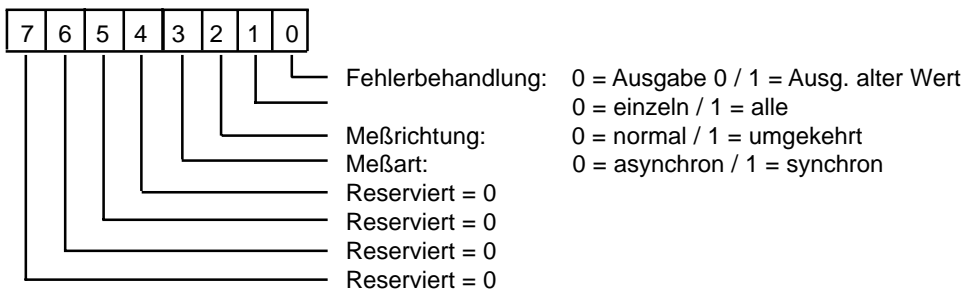 7 6 5 4 3 2 1 0
Fehlerbehandlung: 0 = Ausgabe 0 / 1 = Ausg. alter Wert
0 = einzeln / 1 = alle
Meßrichtung: 0 = normal / 1 = umgekehrt
Meßart: 0 = asynchron / 1 = synchron
Reserviert = 0
Reserviert = 0
Reserviert = 0
Reserviert = 0